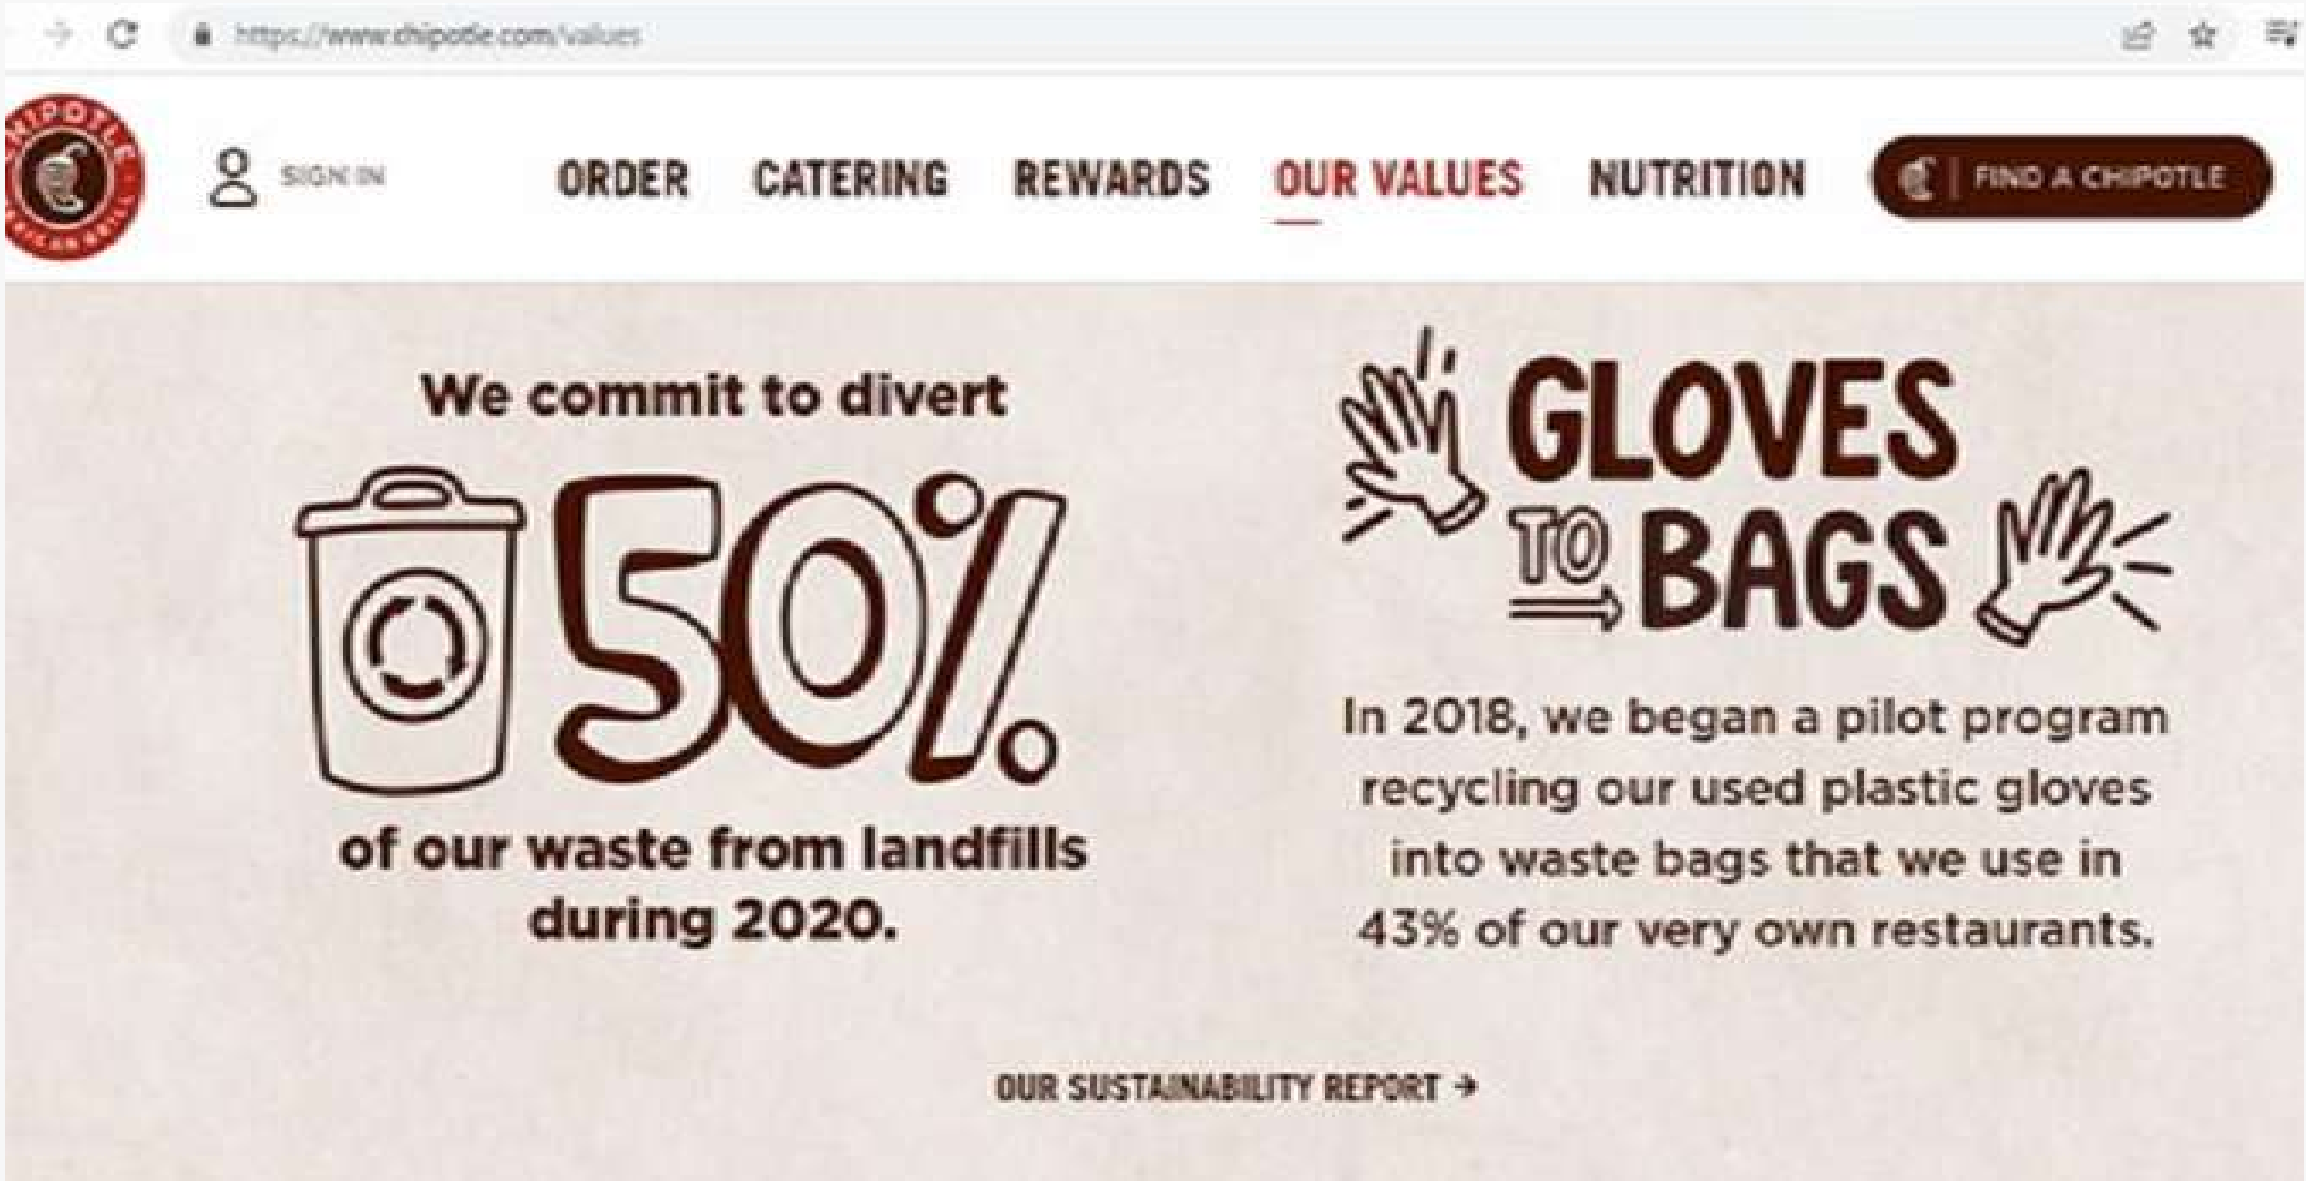 https://www.chipotle.com/values
CHIPOTLE
SIGN IN
ORDER
CATERING
REWARDS
OUR VALUES
NUTRITION
FIND A CHIPOTLE
We commit to divert
50%
of our waste from landfills
during 2020.
GLOVES
TO BAGS
In 2018, we began a pilot program
recycling our used plastic gloves
into waste bags that we use in
43% of our very own restaurants.
OUR SUSTAINABILITY REPORT →